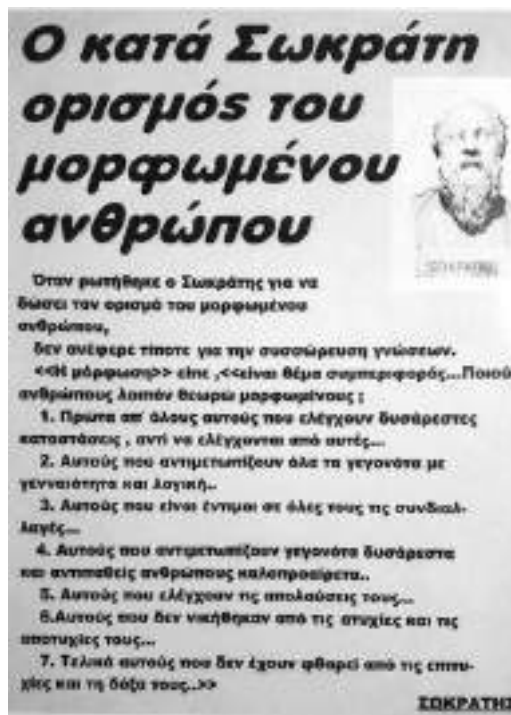 Ο κατά Σωκράτη
ορισμός του
μορφωμένου
ανθρώπου
Όταν ρωτήθηκε ο Σωκράτης για να
δωσει τον ορισμό του μορφωμένου
ανθρώπου,
δεν ανέφερε τίποτε για την συσσώρευση γνώσεων.
<<Η μόρφωση>> είπε ,<<είναι θέμα συμπεριφοράς...Ποιούς
ανθρώπους λοιπόν θεωρώ μορφωμένους ;
1. Πρώτα απ' όλους αυτούς που ελέγχουν δυσάρεστες
καταστάσεις , αντί να ελέγχονται από αυτές...
2. Αυτούς που αντιμετωπίζουν όλα τα γεγονότα με
γενναιότητα και λογική..
3. Αυτούς που είναι έντιμοι σε όλες τους τις συνδιαλ-
λαγές...
4. Αυτούς που αντιμετωπίζουν γεγονότα δυσάρεστα
και αντιπαθείς ανθρώπους καλοπροαίρετα..
5. Αυτούς που ελέγχουν τις απολαύσεις τους...
6.Αυτούς που δεν νικήθηκαν από τις ατυχίες και τις
αποτυχίες τους...
7. Τελικά αυτούς που δεν έχουν φθαρεί από τις επιτυ-
χίες και τη δόξα τους..>>
ΣΩΚΡΑΤΗΣ